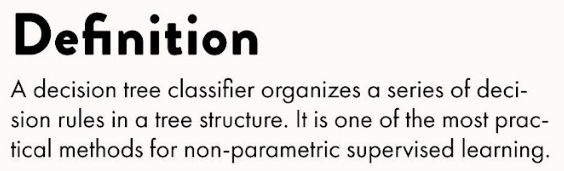 Definition
A decision tree classifier organizes a series of deci-
sion rules in a tree structure. It is one of the most prac-
tical methods for non-parametric supervised learning.